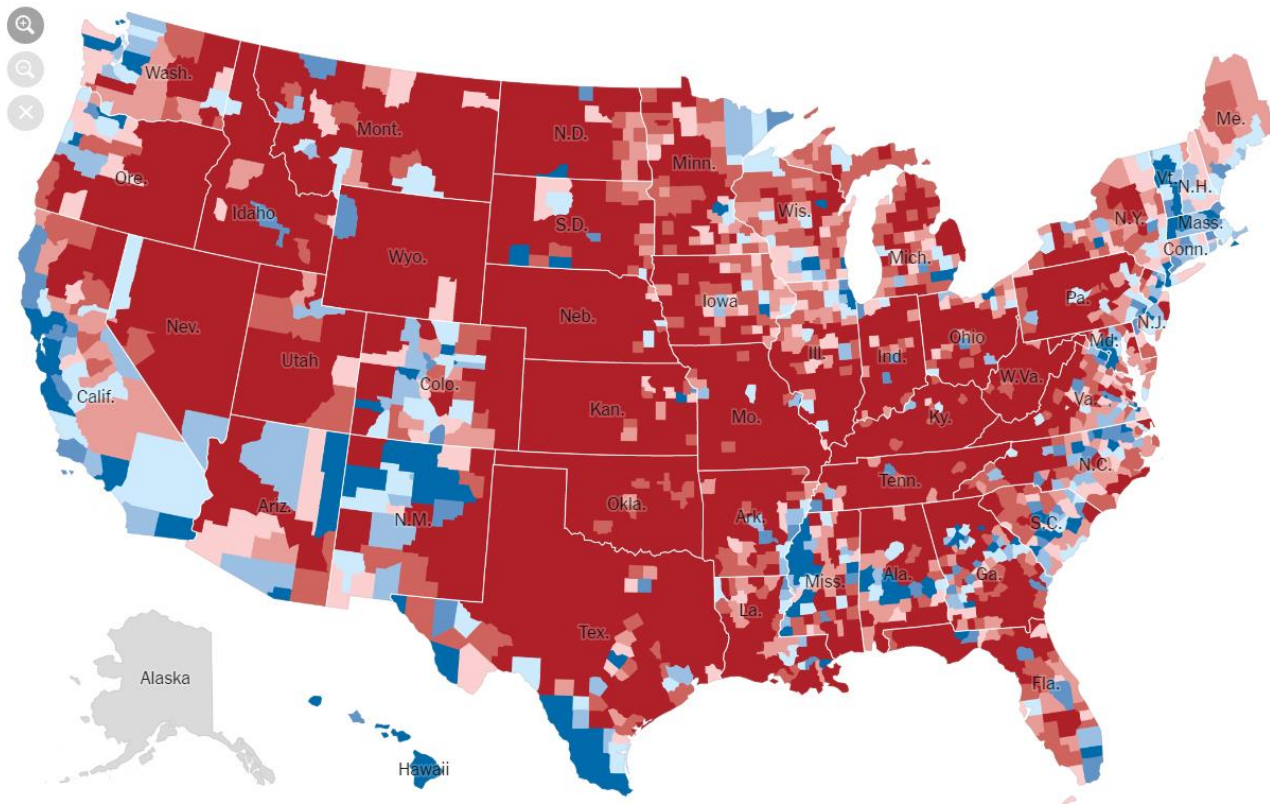 Wash.
Mont.
N.D.
Minn.
Me.
Ore.
Idaho
S.D.
Wis.
Vt.
N.H.
N.Y.
Mass.
Wyo.
Mich.
Conn.
Nev.
Utah
Neb.
Iowa
Pa.
N.J.
Calif.
Colo.
Ill.
Ind.
Ohio
Md.
W.Va.
Kan.
Mo.
Ky.
Va.
Ariz.
N.M.
Okla.
Ark.
Tenn.
N.C.
S.C.
Tex.
La.
Miss.
Ala.
Ga.
Alaska
Fla.
Hawaii